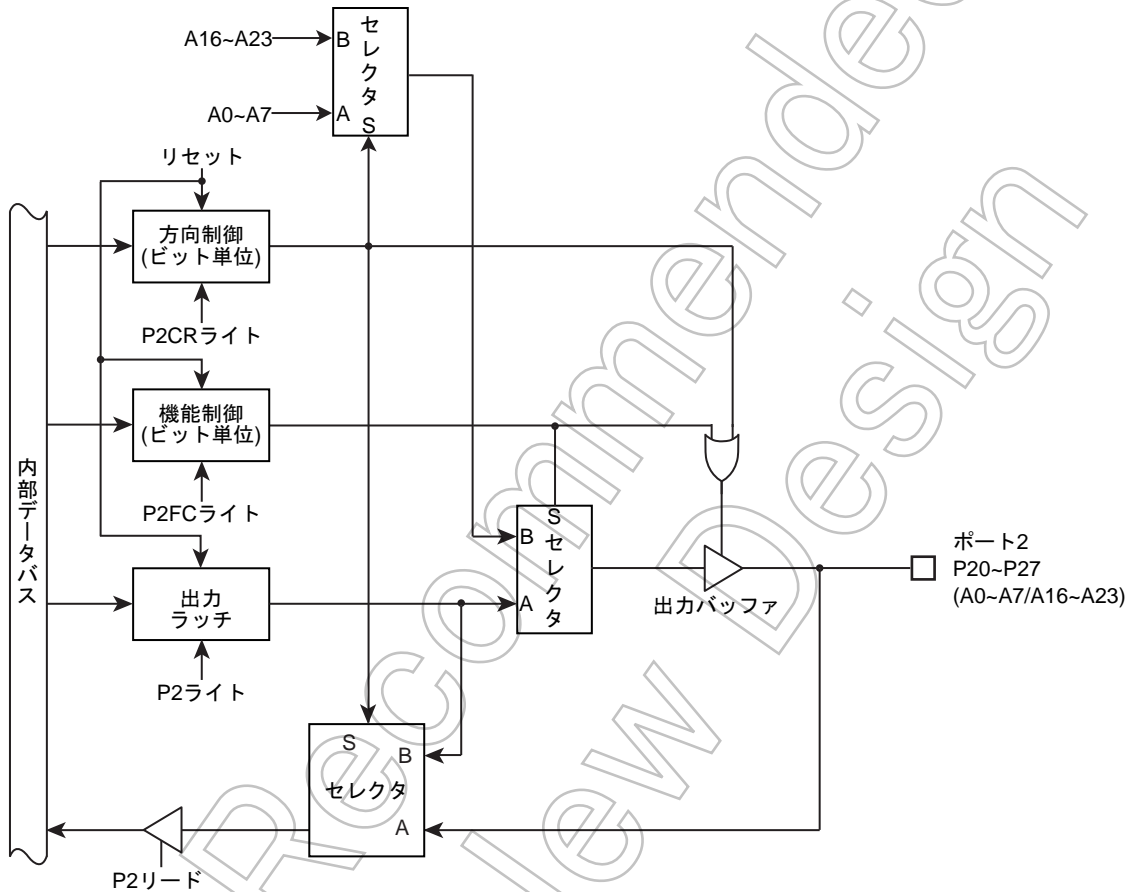 A16~A23
B
セレクタ
A0~A7
A
S
リセット
方向制御
(ビット単位)
P2CRライト
機能制御
(ビット単位)
P2FCライト
内部データバス
S
B
セレクタ
A
出力
ラッチ
P2ライト
出力バッファ
ポート2
P20~P27
(A0~A7/A16~A23)
S
B
セレクタ
A
P2リード
Recommended
New Design